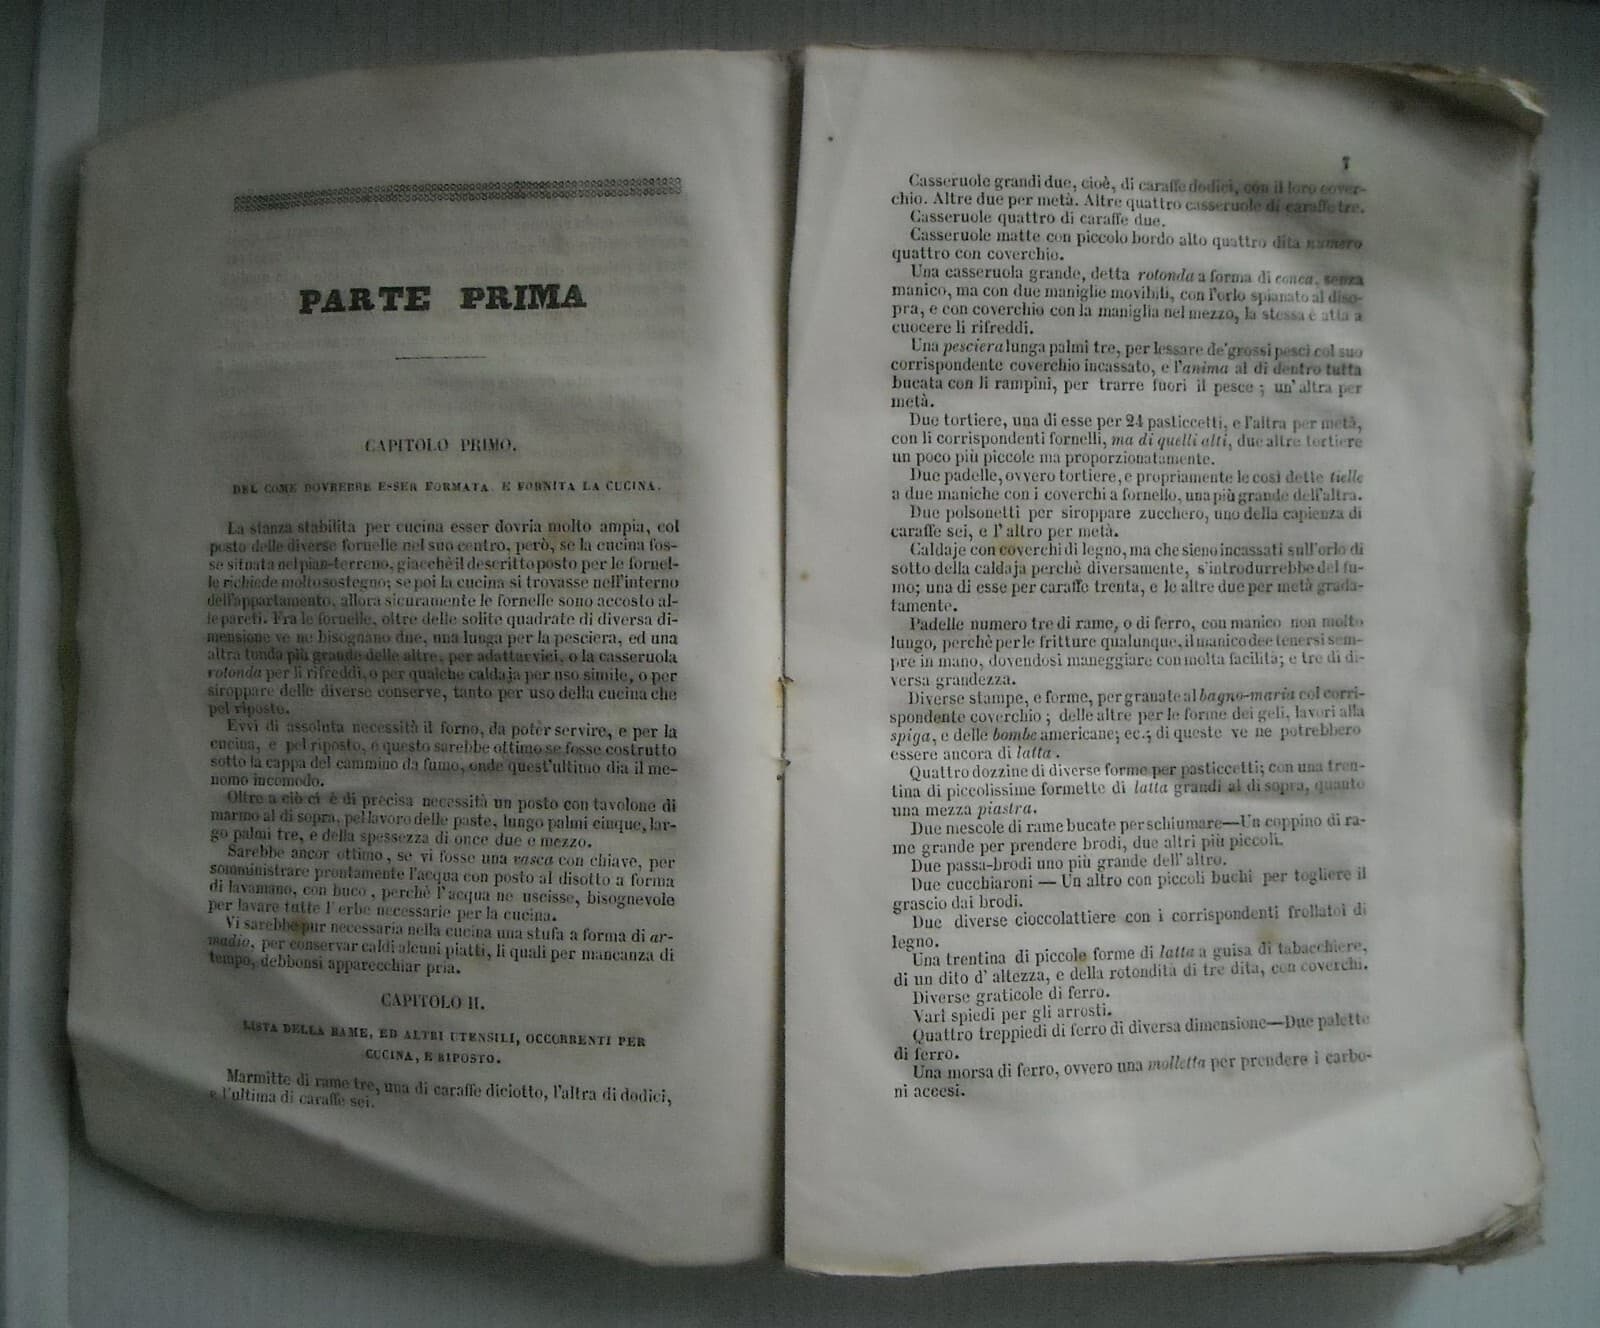 PARTE PRIMA
CAPITOLO PRIMO.
DEL COME DOVREBBE ESSER FORMATA E FORNITA LA CUCINA.
La stanza stabilita per cucina esser dovria molto ampia, col
posto delle diverse fornelle nel suo centro, però, se la cucina fos-
se situata nel pian-terreno, giacchè il descritto posto per le fornel-
le richiede molto sostegno; se poi la cucina si trovasse nell'interno
dell'appartamento, allora sicuramente le fornelle sono accosto al-
le pareti. Fra le fornelle, oltre delle solite quadrate di diversa di-
mensione ve ne bisognano due, una lunga per la pesciera, ed una
altra tonda più grande delle altre, per adattarvici, o la casseruola
rotonda per li rifreddi, o per qualche caldaja per uso simile, o per
siroppare delle diverse conserve, tanto per uso della cucina che
pel riposto.
Evvi di assoluta necessità il forno, da poter servire, e per la
cucina, e pel riposto, e questo sarebbe ottimo se fosse costrutto
sotto la cappa del cammino da fumo, onde quest'ultimo dia il me-
nomo incomodo.
Oltre a ciò ci è di precisa necessità un posto con tavolone di
marmo al di sopra, pel lavoro delle paste, lungo palmi cinque, lar-
go palmi tre, e della spessezza di once due e mezzo.
Sarebbe ancor ottimo, se vi fosse una vasca con chiave, per
somministrare prontamente l'acqua con posto al disotto a forma
di lavamano, con buco, perchè l'acqua ne uscisse, bisognevole
per lavare tutte l'erbe necessarie per la cucina.
Vi sarebbe pur necessaria nella cucina una stufa a forma di ar-
madio, per conservar caldi alcuni piatti, li quali per mancanza di
tempo, debbonsi apparecchiar pria.
CAPITOLO II.
LISTA DELLA RAME, ED ALTRI UTENSILI, OCCORRENTI PER
CUCINA, E RIPOSTO.
Marmitte di rame tre, una di caraffe diciotto, l'altra di dodici,
e l'ultima di caraffe sei.
7
Casseruole grandi due, cioè, di caraffe dodici, con il loro cover-
chio. Altre due per metà. Altre quattro casseruole di caraffe tre.
Casseruole quattro di caraffe due.
Casseruole matte con piccolo bordo alto quattro dita numero
quattro con coverchio.
Una casseruola grande, detta rotonda a forma di conca, senza
manico, ma con due maniglie movibili, con l'orlo spianato al diso-
pra, e con coverchio con la maniglia nel mezzo, la stessa è atta a
cuocere li rifreddi.
Una pesciera lunga palmi tre, per lessare de'grossi pesci col suo
corrispondente coverchio incassato, e l'anima al di dentro tutta
bucata con li rampini, per trarre fuori il pesce; un'altra per
metà.
Due tortiere, una di esse per 24 pasticcetti, e l'altra per metà,
con li corrispondenti fornelli, ma di quelli alti, due altre tortiere
un poco più piccole ma proporzionatamente.
Due padelle, ovvero tortiere, e propriamente le così dette tielle
a due maniche con i coverchi a fornello, una più grande dell'altra.
Due polsonetti per siroppare zucchero, uno della capienza di
caraffe sei, e l'altro per metà.
Caldaje con coverchi di legno, ma che sieno incassati sull'orlo di
sotto della caldaja perchè diversamente, s'introdurrebbe del fu-
mo; una di esse per caraffe trenta, e le altre due per metà grada-
tamente.
Padelle numero tre di rame, o di ferro, con manico non molto
lungo, perchè per le fritture qualunque, il manico dee tenersi sem-
pre in mano, dovendosi maneggiare con molta facilità; e tre di di-
versa grandezza.
Diverse stampe, e forme, per granate al bagno-maria col corri-
spondente coverchio; delle altre per le forme dei geli, lavori alla
spiga, e delle bombe americane; ec.; di queste ve ne potrebbero
essere ancora di latta.
Quattro dozzine di diverse forme per pasticcetti; con una tren-
tina di piccolissime formette di latta grandi al di sopra, quanto
una mezza piastra.
Due mescole di rame bucate per schiumare—Un coppino di ra-
me grande per prendere brodi, due altri più piccoli.
Due passa-brodi uno più grande dell'altro.
Due cucchiaroni — Un altro con piccoli buchi per togliere il
grascio dai brodi.
Due diverse cioccolattiere con i corrispondenti frollatoi di
legno.
Una trentina di piccole forme di latta a guisa di tabacchiere,
di un dito d'altezza, e della rotondità di tre dita, con coverchi.
Diverse graticole di ferro.
Varî spiedi per gli arrosti.
Quattro treppiedi di ferro di diversa dimensione—Due palette
di ferro.
Una morsa di ferro, ovvero una molletta per prendere i carbo-
ni accesi.